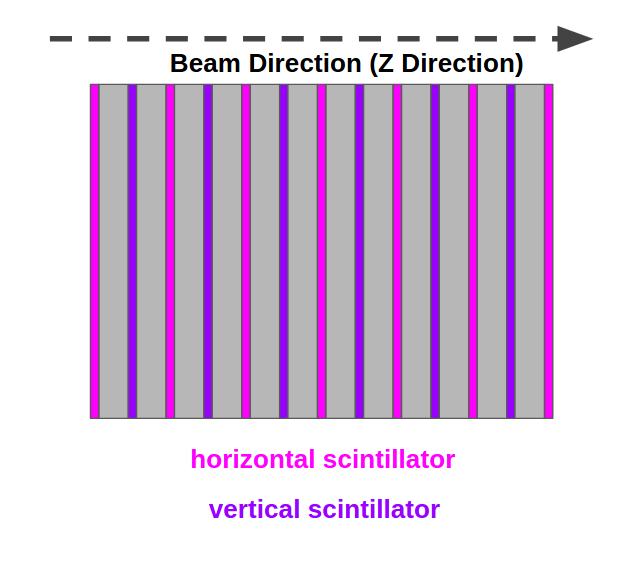 Beam Direction (Z Direction)
horizontal scintillator
vertical scintillator